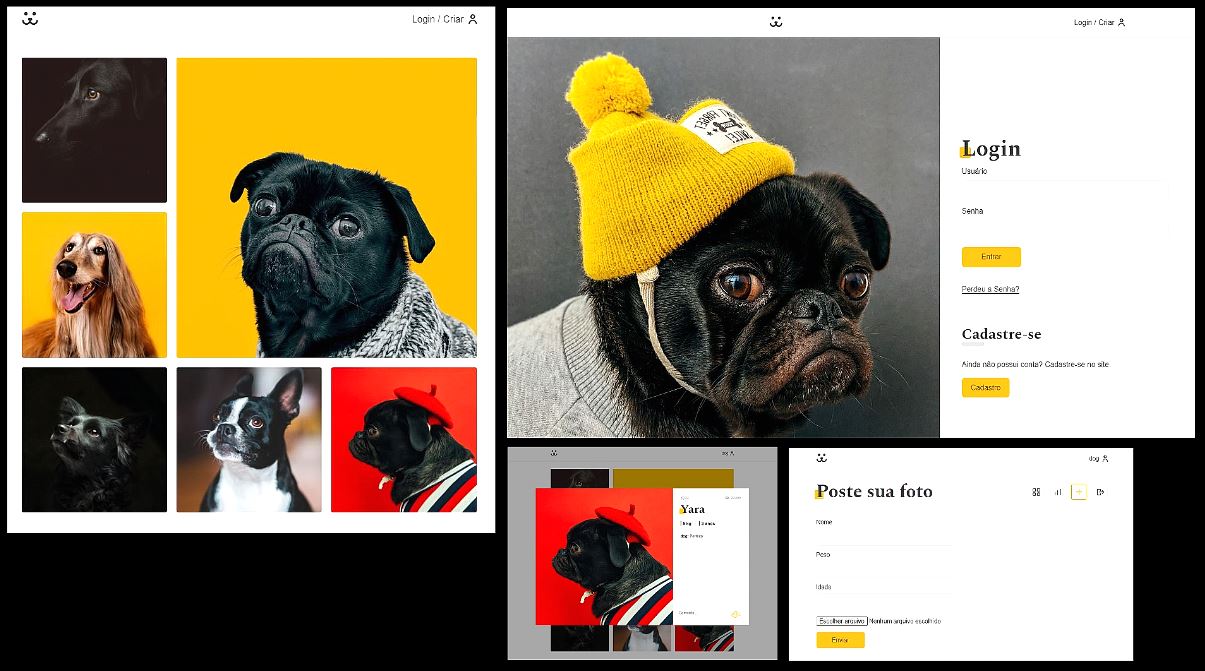 Login / Criar
Login / Criar
Login
Usuário
Senha
Entrar
Perdeu a Senha?
Cadastre-se
Ainda não possui conta? Cadastre-se no site
Cadastro
Yara
dog
Poste sua foto
Nome
Peso
Idade
Escolher arquivo Nenhum arquivo escolhido
Enviar